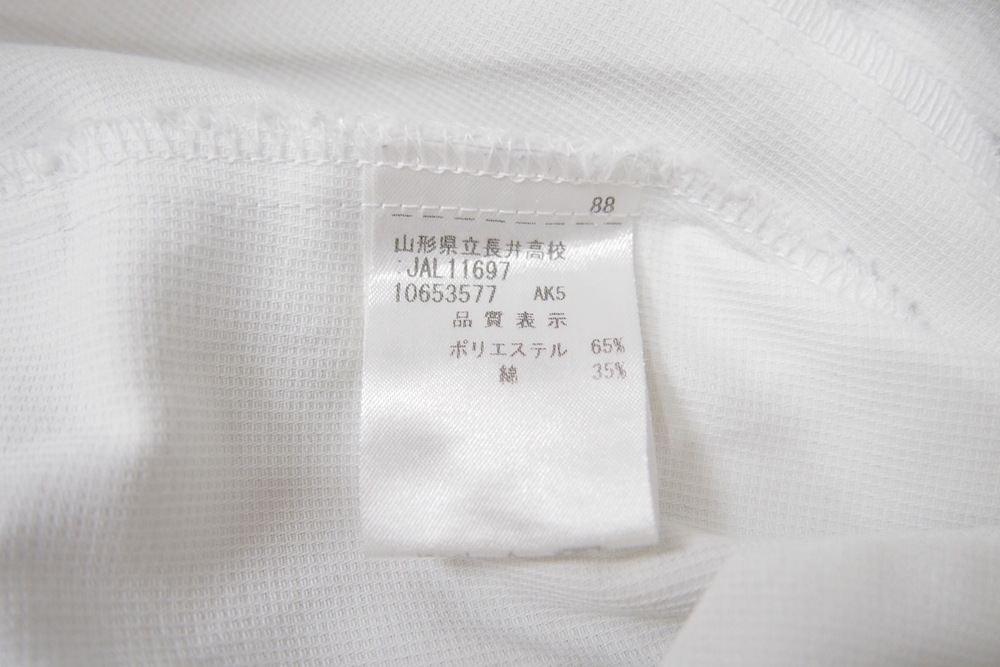 88
山形県立長井高校
JAL11697
10653577 AK5
品質表示
ポリエステル 65%
綿 35%